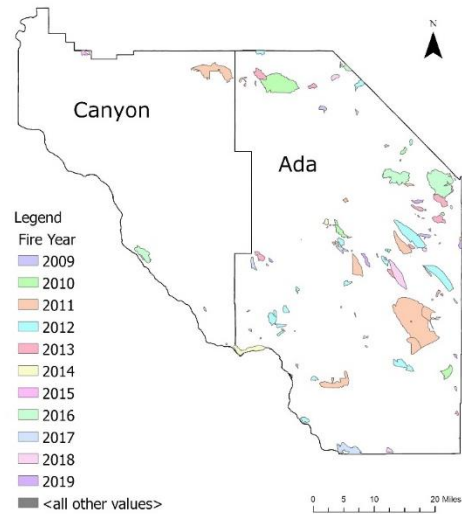 N
Canyon
Ada
Legend
Fire Year
2009
2010
2011
2012
2013
2014
2015
2016
2017
2018
2019
<all other values>
0 5 10 20 Miles